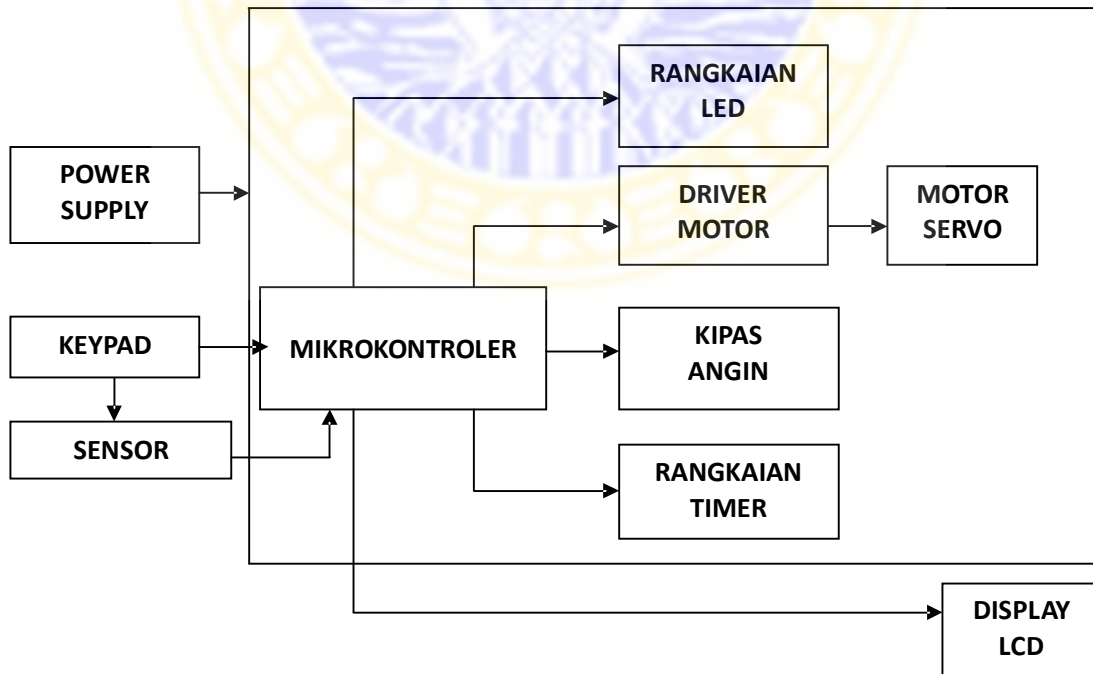 RANGKAIAN
LED
POWER
SUPPLY
DRIVER
MOTOR
MOTOR
SERVO
KEYPAD
MIKROKONTROLER
KIPAS
ANGIN
SENSOR
RANGKAIAN
TIMER
DISPLAY
LCD